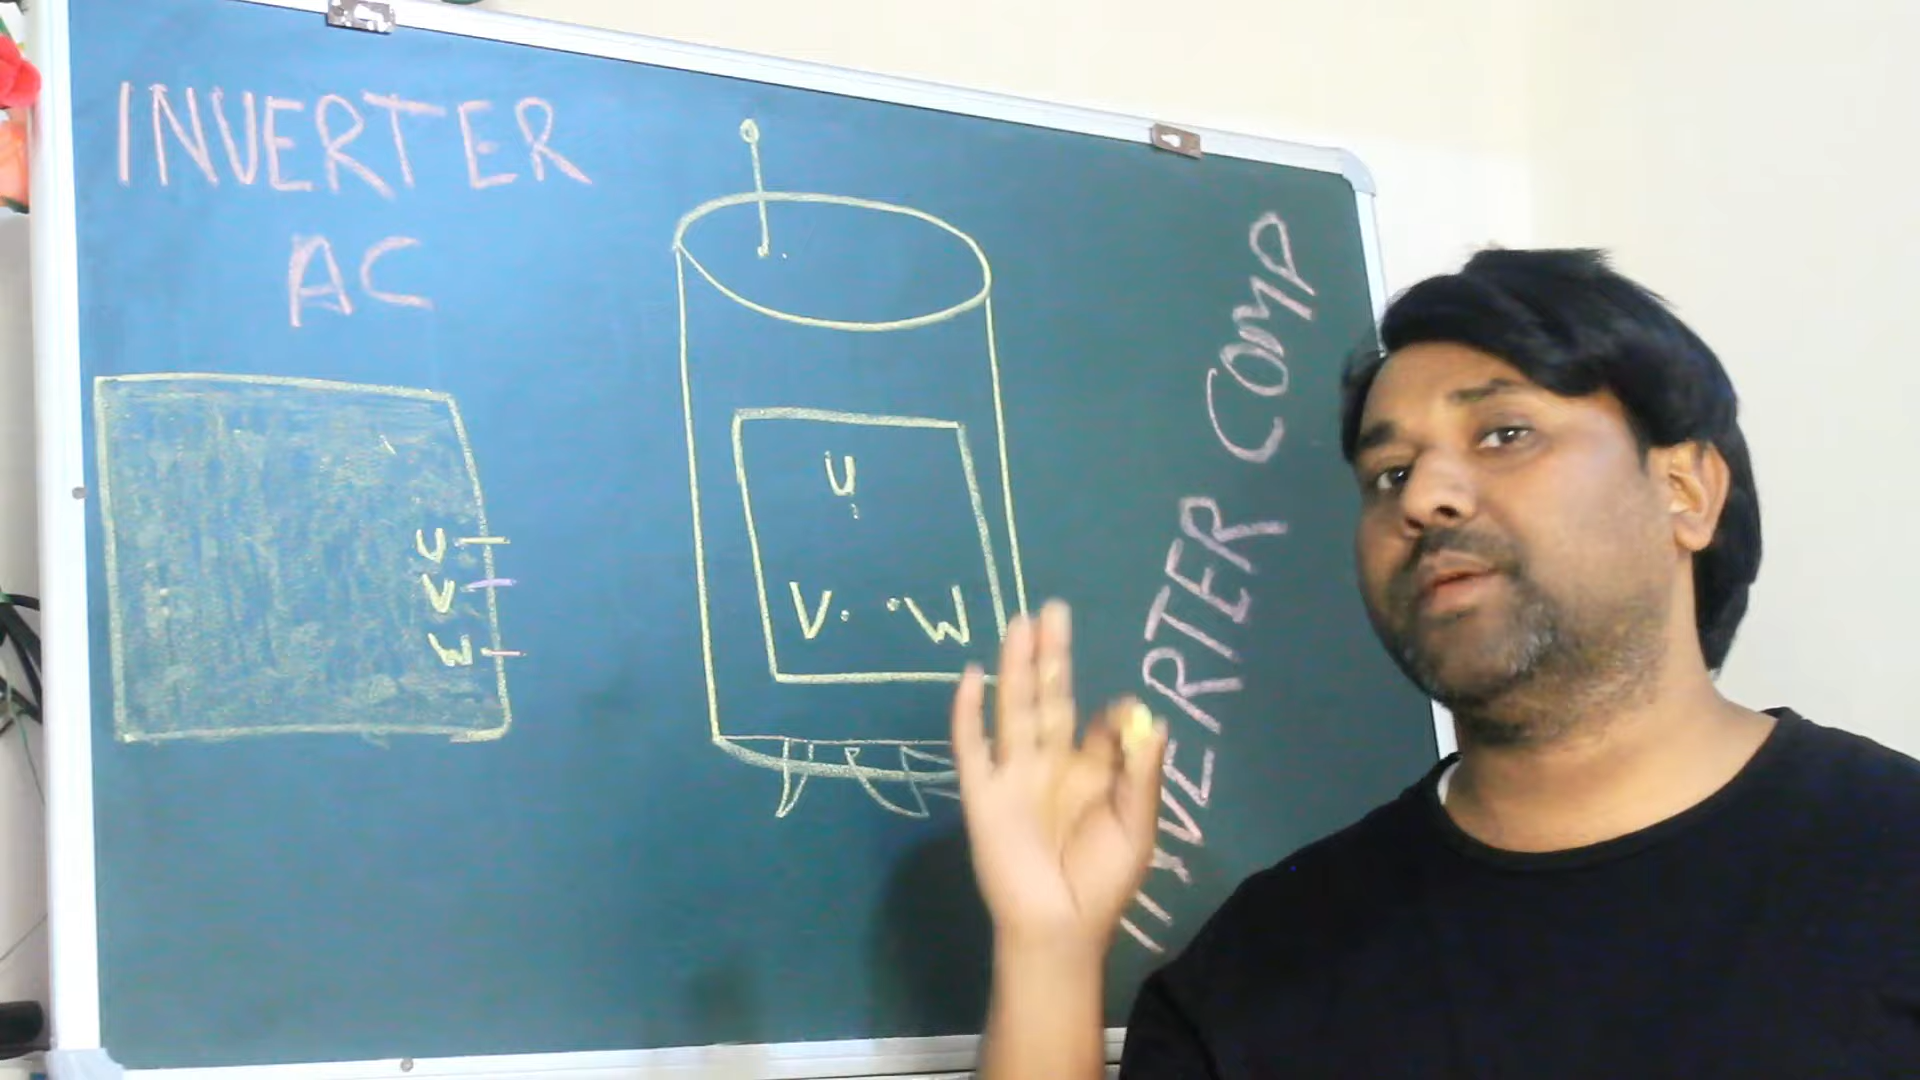 INVERTER
AC
U
V
W
U
V W
INVERTER COMP